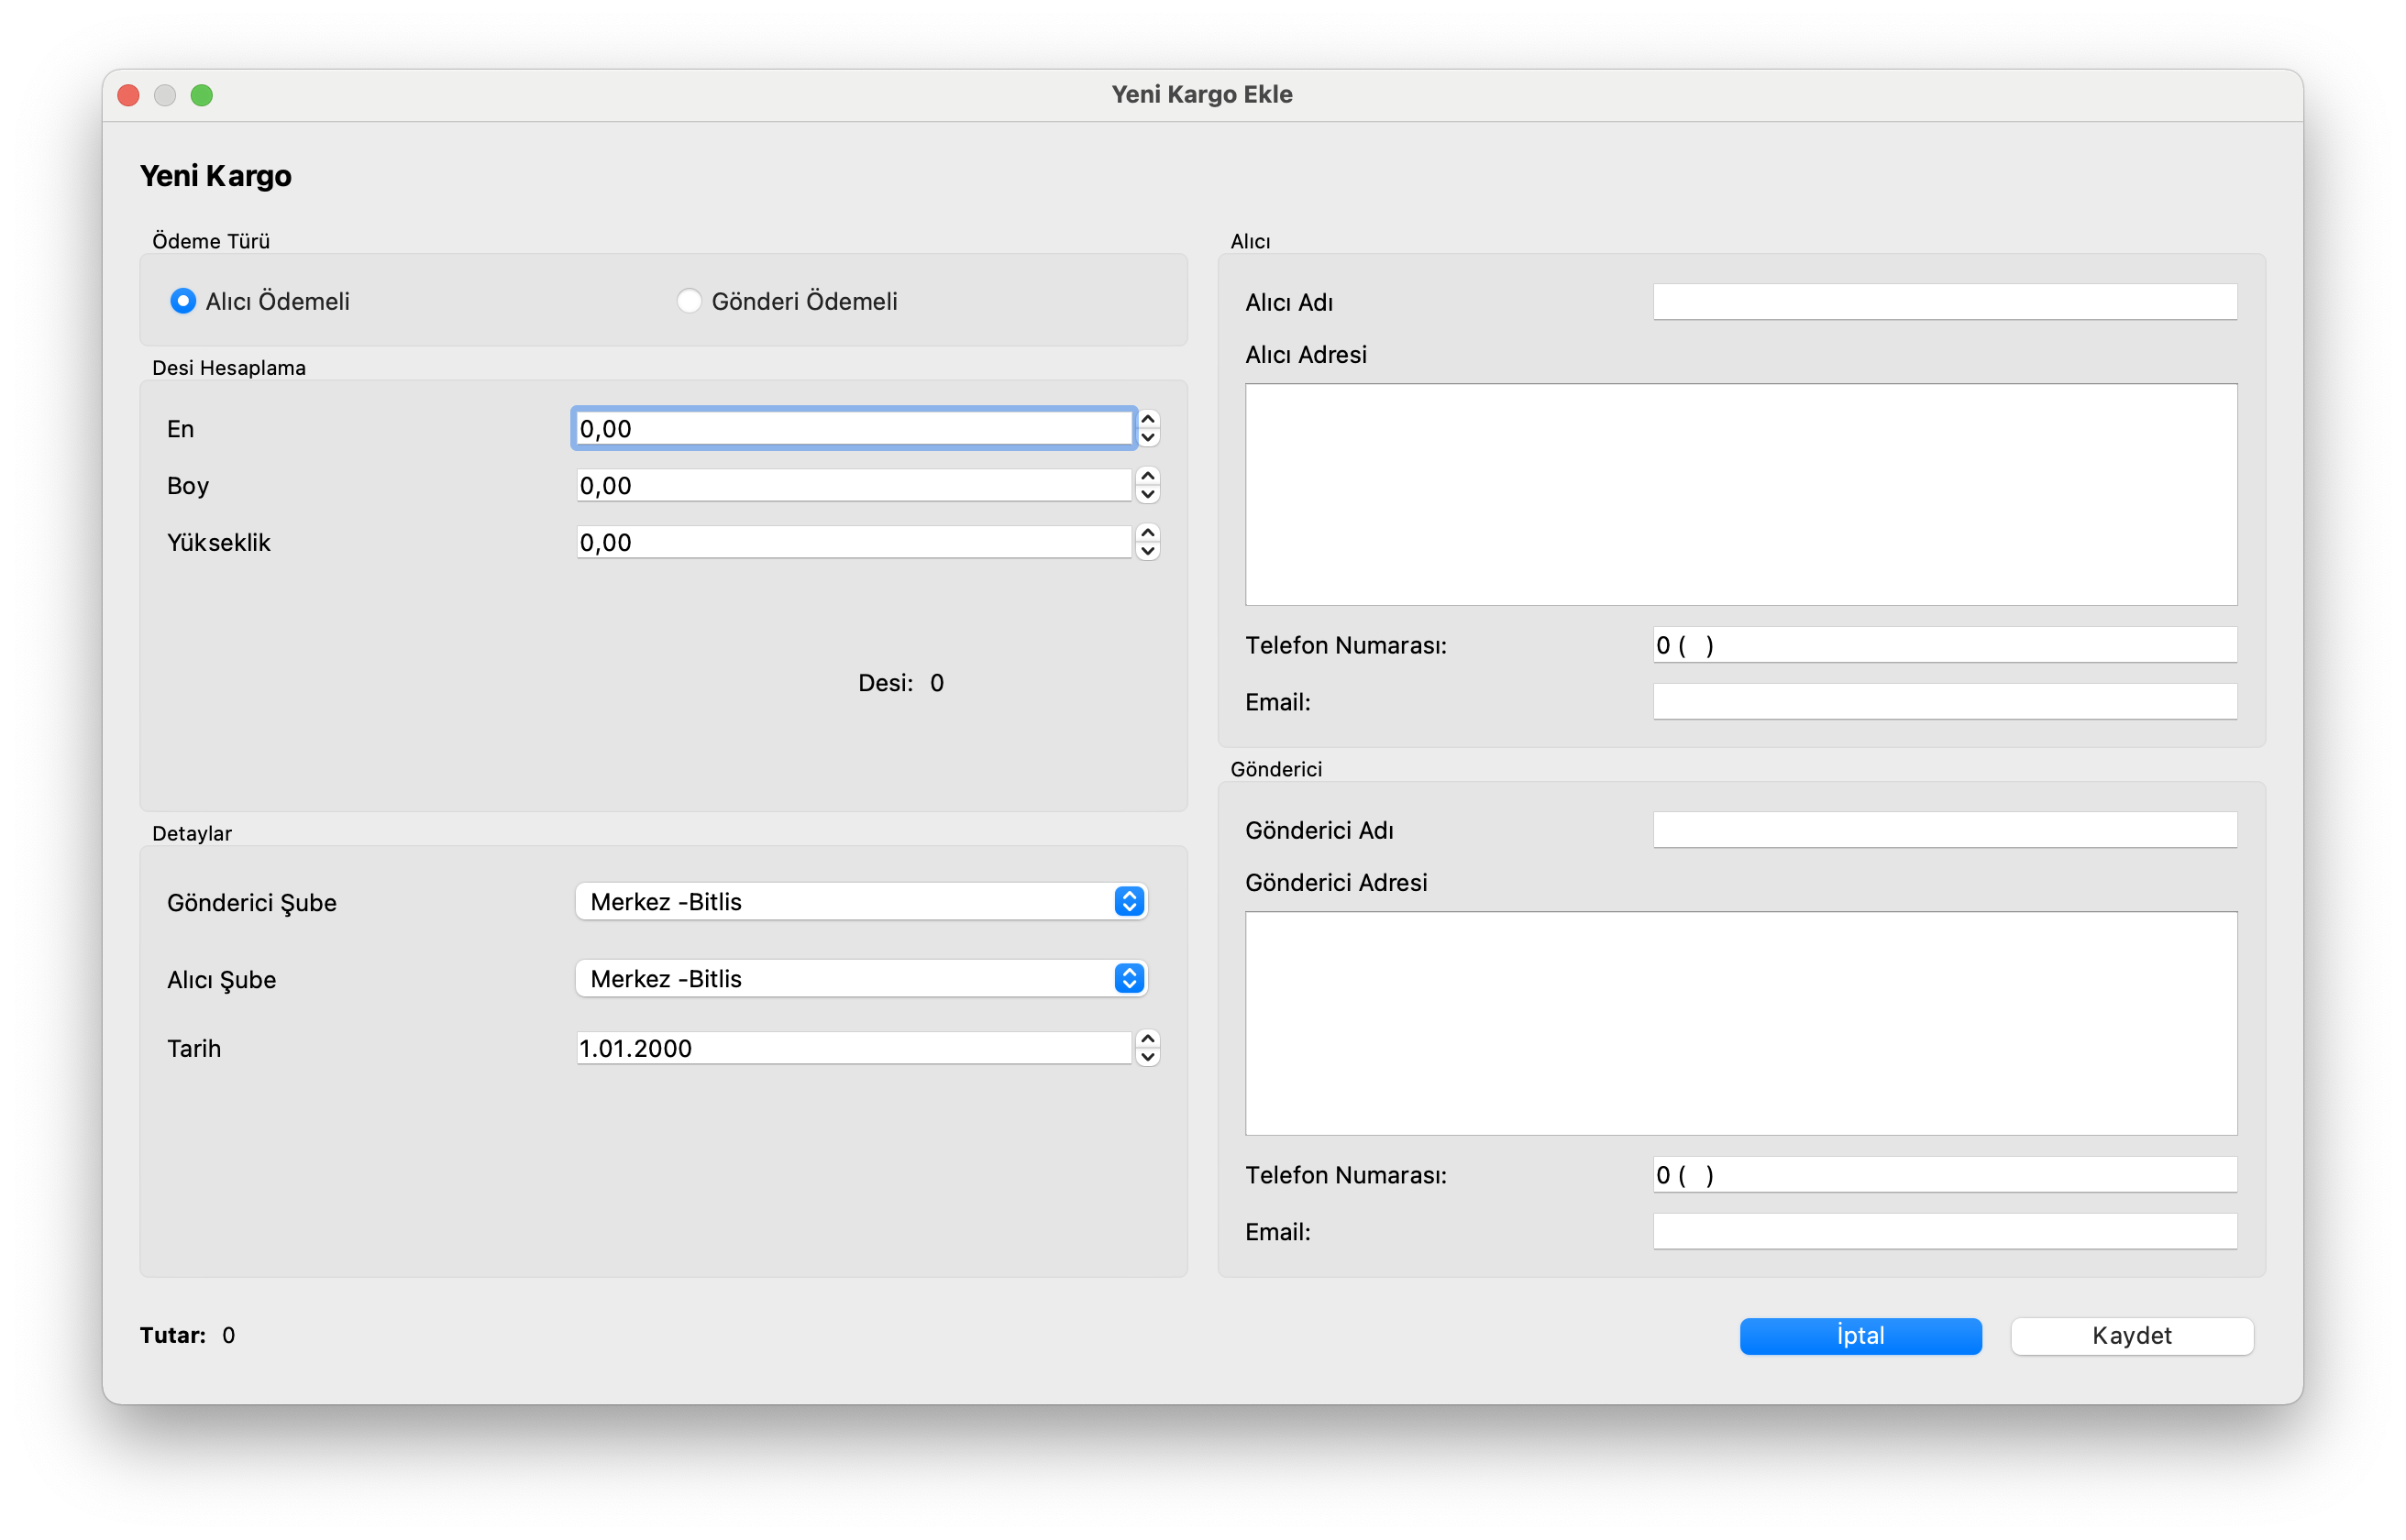 Yeni Kargo Ekle
Yeni Kargo
Ödeme Türü
Alıcı Ödemeli
Gönderi Ödemeli
Desi Hesaplama
En
0,00
Boy
0,00
Yükseklik
0,00
Desi: 0
Detaylar
Gönderici Şube
Merkez -Bitlis
Alıcı Şube
Merkez -Bitlis
Tarih
1.01.2000
Alıcı
Alıcı Adı
Alıcı Adresi
Telefon Numarası:
0 (   )
Email:
Gönderici
Gönderici Adı
Gönderici Adresi
Telefon Numarası:
0 (   )
Email:
Tutar: 0
İptal
Kaydet